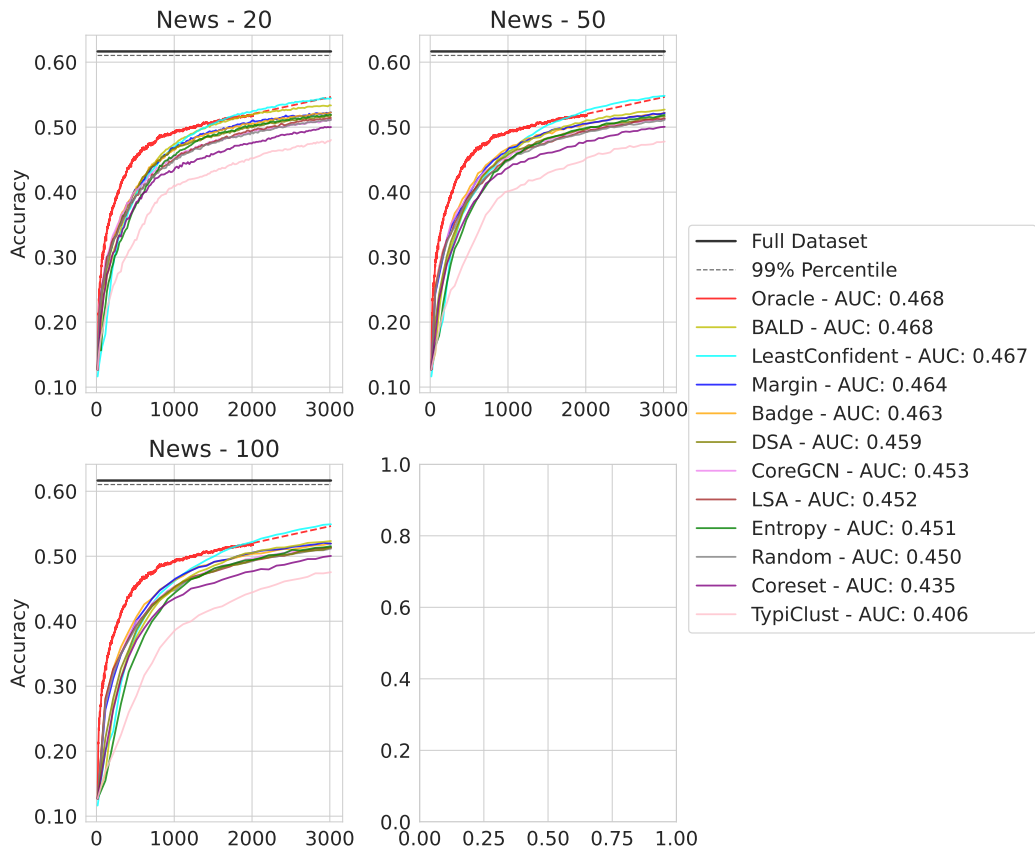 News - 20
0.60
0.50
0.40
0.30
0.20
0.10
Accuracy
0
1000
2000
3000
News - 50
0.60
0.50
0.40
0.30
0.20
0.10
0
1000
2000
3000
News - 100
0.60
0.50
0.40
0.30
0.20
0.10
Accuracy
0
1000
2000
3000
1.0
0.8
0.6
0.4
0.2
0.0
0.00
0.25
0.50
0.75
1.00
Full Dataset
99% Percentile
Oracle - AUC: 0.468
BALD - AUC: 0.468
LeastConfident - AUC: 0.467
Margin - AUC: 0.464
Badge - AUC: 0.463
DSA - AUC: 0.459
CoreGCN - AUC: 0.453
LSA - AUC: 0.452
Entropy - AUC: 0.451
Random - AUC: 0.450
Coreset - AUC: 0.435
TypiClust - AUC: 0.406